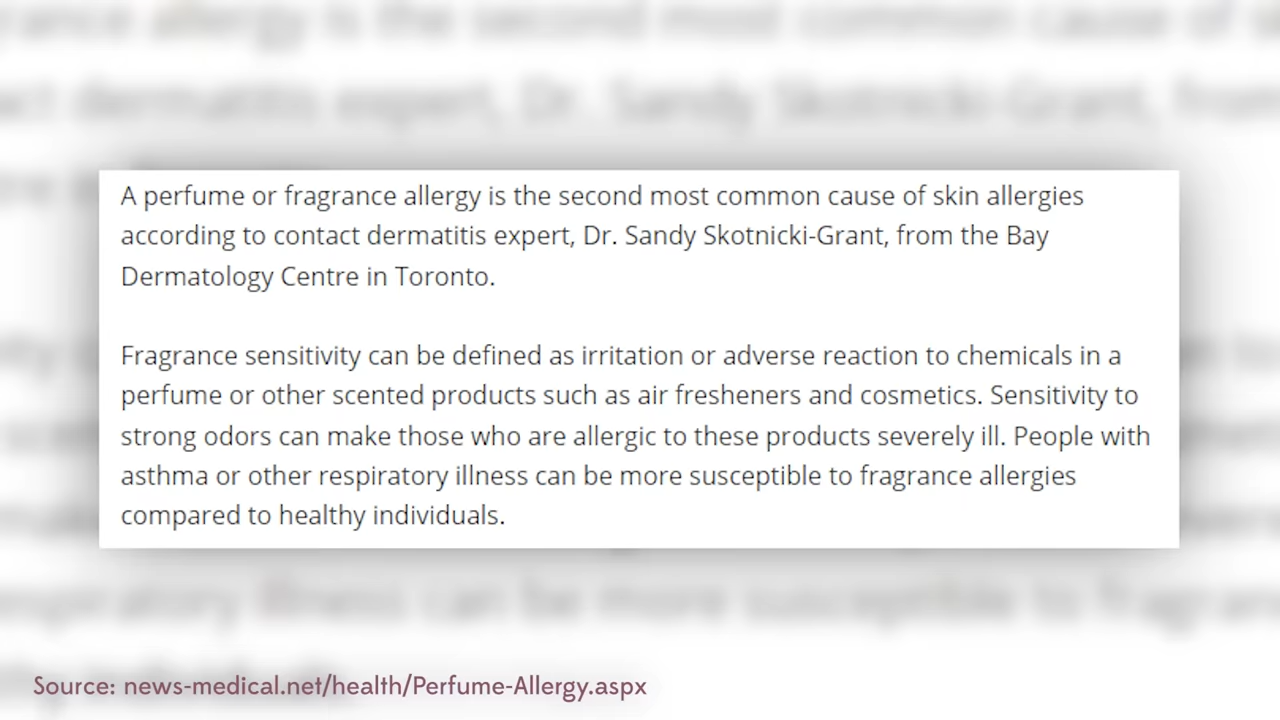 A perfume or fragrance allergy is the second most common cause of skin allergies
according to contact dermatitis expert, Dr. Sandy Skotnicki-Grant, from the Bay
Dermatology Centre in Toronto.
Fragrance sensitivity can be defined as irritation or adverse reaction to chemicals in a
perfume or other scented products such as air fresheners and cosmetics. Sensitivity to
strong odors can make those who are allergic to these products severely ill. People with
asthma or other respiratory illness can be more susceptible to fragrance allergies
compared to healthy individuals.
Source: news-medical.net/health/Perfume-Allergy.aspx